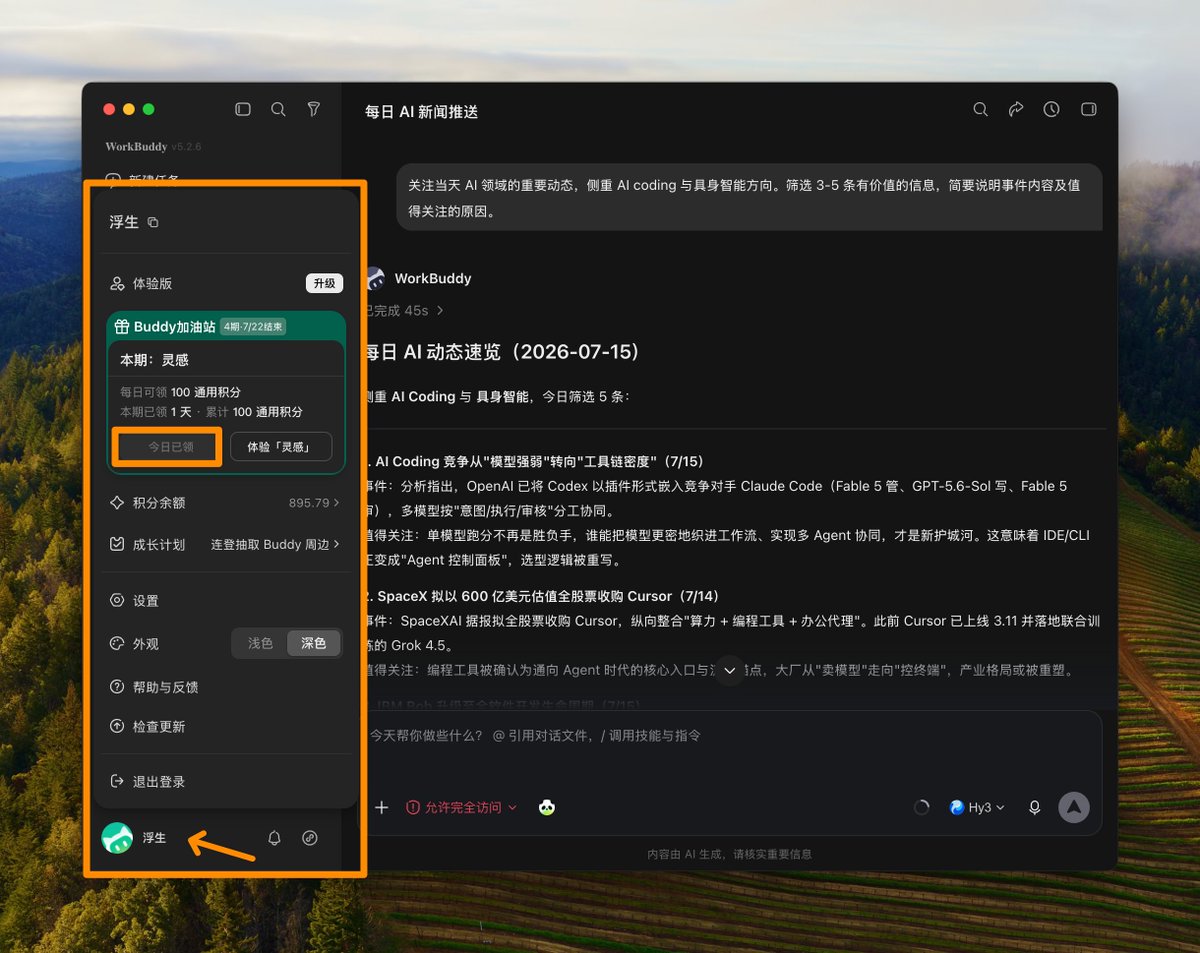 每日 AI 新闻推送
WorkBuddy v5.2.6
新建任务
浮生
体验版
升级
Buddy加油站 4期·7/22结束
本期：灵感
每日可领 100 通用积分
本期已领 1 天 · 累计 100 通用积分
今日已领
体验「灵感」
积分余额
895.79
成长计划
连登抽取 Buddy 周边
设置
外观
浅色
深色
帮助与反馈
检查更新
退出登录
浮生
关注当天 AI 领域的重要动态，侧重 AI coding 与具身智能方向。筛选 3-5 条有价值的信息，简要说明事件内容及值
得关注的原因。
WorkBuddy
已完成 45s
每日 AI 动态速览（2026-07-15）
侧重 AI Coding 与 具身智能，今日筛选 5 条：
. AI Coding 竞争从"模型强弱"转向"工具链密度"（7/15）
事件：分析指出，OpenAI 已将 Codex 以插件形式嵌入竞争对手 Claude Code（Fable 5 管、GPT-5.6-Sol 写、Fable 5
审），多模型按"意图/执行/审核"分工协同。
值得关注：单模型跑分不再是胜负手，谁能把模型更密地织进工作流、实现多 Agent 协同，才是新护城河。这意味着 IDE/CLI
正变成"Agent 控制面板"，选型逻辑被重写。
2. SpaceX 拟以 600 亿美元估值全股票收购 Cursor（7/14）
事件：SpaceXAI 据报拟全股票收购 Cursor，纵向整合"算力 + 编程工具 + 办公代理"。此前 Cursor 已上线 3.11 并落地联合训
练的 Grok 4.5。
值得关注：编程工具被确认为通向 Agent 时代的核心入口与点，大厂从"卖模型"走向"控终端"，产业格局或被重塑。
IBM Bob 升级至全软件开发生命周期（7/15）
今天帮你做些什么？ @ 引用对话文件，/ 调用技能与指令
允许完全访问
Hy3
内容由 AI 生成，请核实重要信息